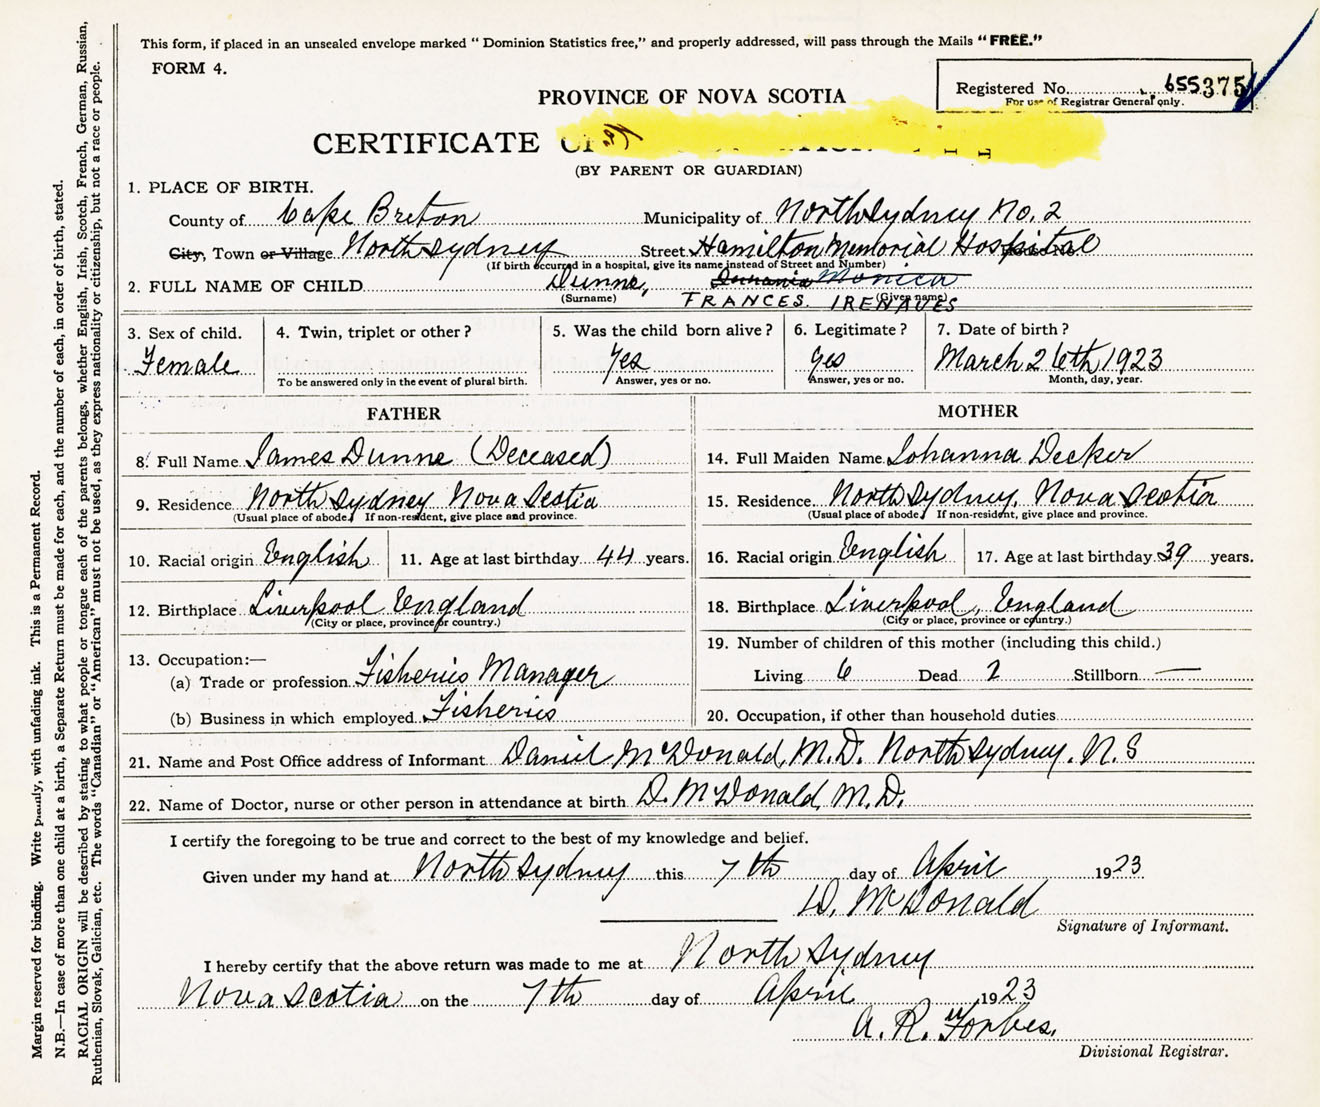 This form, if placed in an unsealed envelope marked "Dominion Statistics free," and properly addressed, will pass through the Mails "FREE."
FORM 4.
Registered No. 655375
For use of Registrar General only.
PROVINCE OF NOVA SCOTIA
CERTIFICATE
(BY PARENT OR GUARDIAN)
1. PLACE OF BIRTH.
County of Cape Breton Municipality of North Sydney No. 2
City, Town or Village North Sydney Street Hamilton Memorial Hospital
(If birth occurred in a hospital, give its name instead of Street and Number)
2. FULL NAME OF CHILD Dunne, Monica
(Surname) FRANCES. IRENAUES (Given name)
3. Sex of child. 4. Twin, triplet or other? 5. Was the child born alive? 6. Legitimate? 7. Date of birth?
Female Yes Yes March 26th 1923
To be answered only in the event of plural birth. Answer, yes or no. Answer, yes or no. Month, day, year.
FATHER MOTHER
8. Full Name James Dunne (Deceased) 14. Full Maiden Name Johanna Decker
9. Residence North Sydney Nova Scotia 15. Residence North Sydney, Nova Scotia
(Usual place of abode. If non-resident, give place and province. (Usual place of abode. If non-resident, give place and province.
10. Racial origin English 11. Age at last birthday 44 years. 16. Racial origin English 17. Age at last birthday 39 years.
12. Birthplace Liverpool England 18. Birthplace Liverpool, England
(City or place, province or country.) (City or place, province or country.)
13. Occupation:— 19. Number of children of this mother (including this child.)
(a) Trade or profession Fisheries Manager Living 6 Dead 2 Stillborn —
(b) Business in which employed Fisheries 20. Occupation, if other than household duties
21. Name and Post Office address of Informant Daniel McDonald, M.D. North Sydney. N.S
22. Name of Doctor, nurse or other person in attendance at birth D. McDonald, M.D.
I certify the foregoing to be true and correct to the best of my knowledge and belief.
Given under my hand at North Sydney this 7th day of April 1923
D. McDonald
Signature of Informant.
I hereby certify that the above return was made to me at North Sydney
Nova Scotia on the 7th day of April 1923
A. R. Forbes.
Divisional Registrar.
Margin reserved for binding. Write plainly, with unfading ink. This is a Permanent Record.
N.B.—In case of more than one child at a birth, a Separate Return must be made for each, and the number of each, in order of birth, stated.
RACIAL ORIGIN will be described by stating to what people or tongue each of the parents belongs, whether English, Irish, Scotch, French, German, Russian,
Ruthenian, Slovak, Galician, etc. The words "Canadian" or "American" must not be used, as they express nationality or citizenship, but not a race or people.